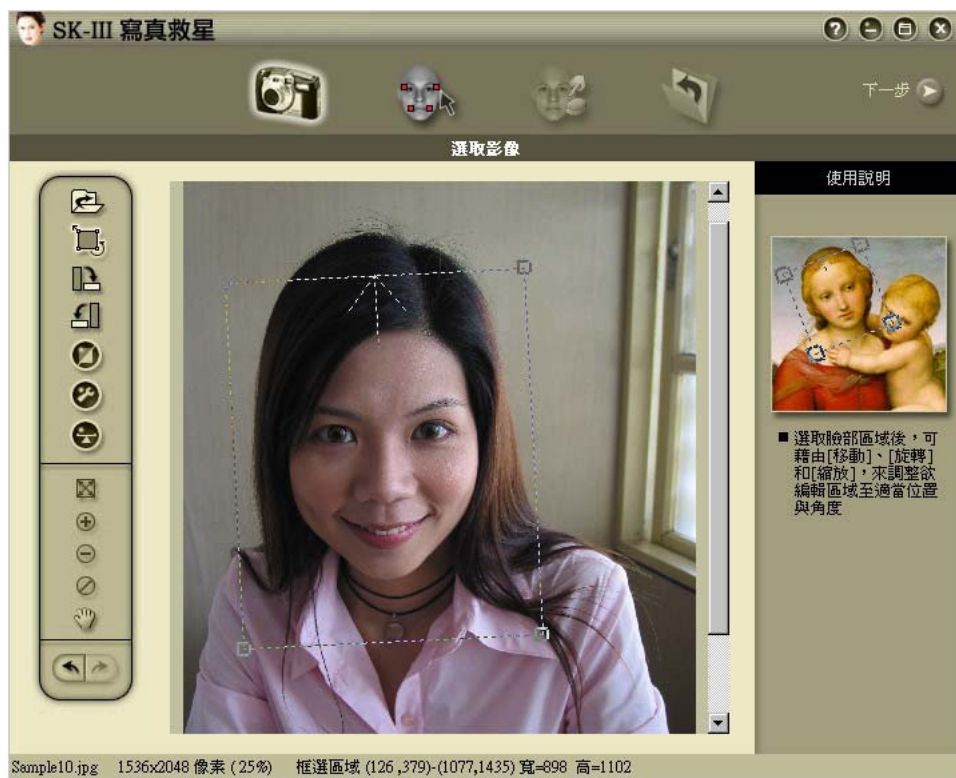 SK-III 寫真救星
下一步
選取影像
使用說明
■ 選取臉部區域後，可
藉由[移動]、[旋轉]
和[縮放]，來調整欲
編輯區域至適當位置
與角度
Sample10.jpg 1536x2048 像素 (25%) 框選區域 (126 ,379)-(1077,1435) 寬=898 高=1102